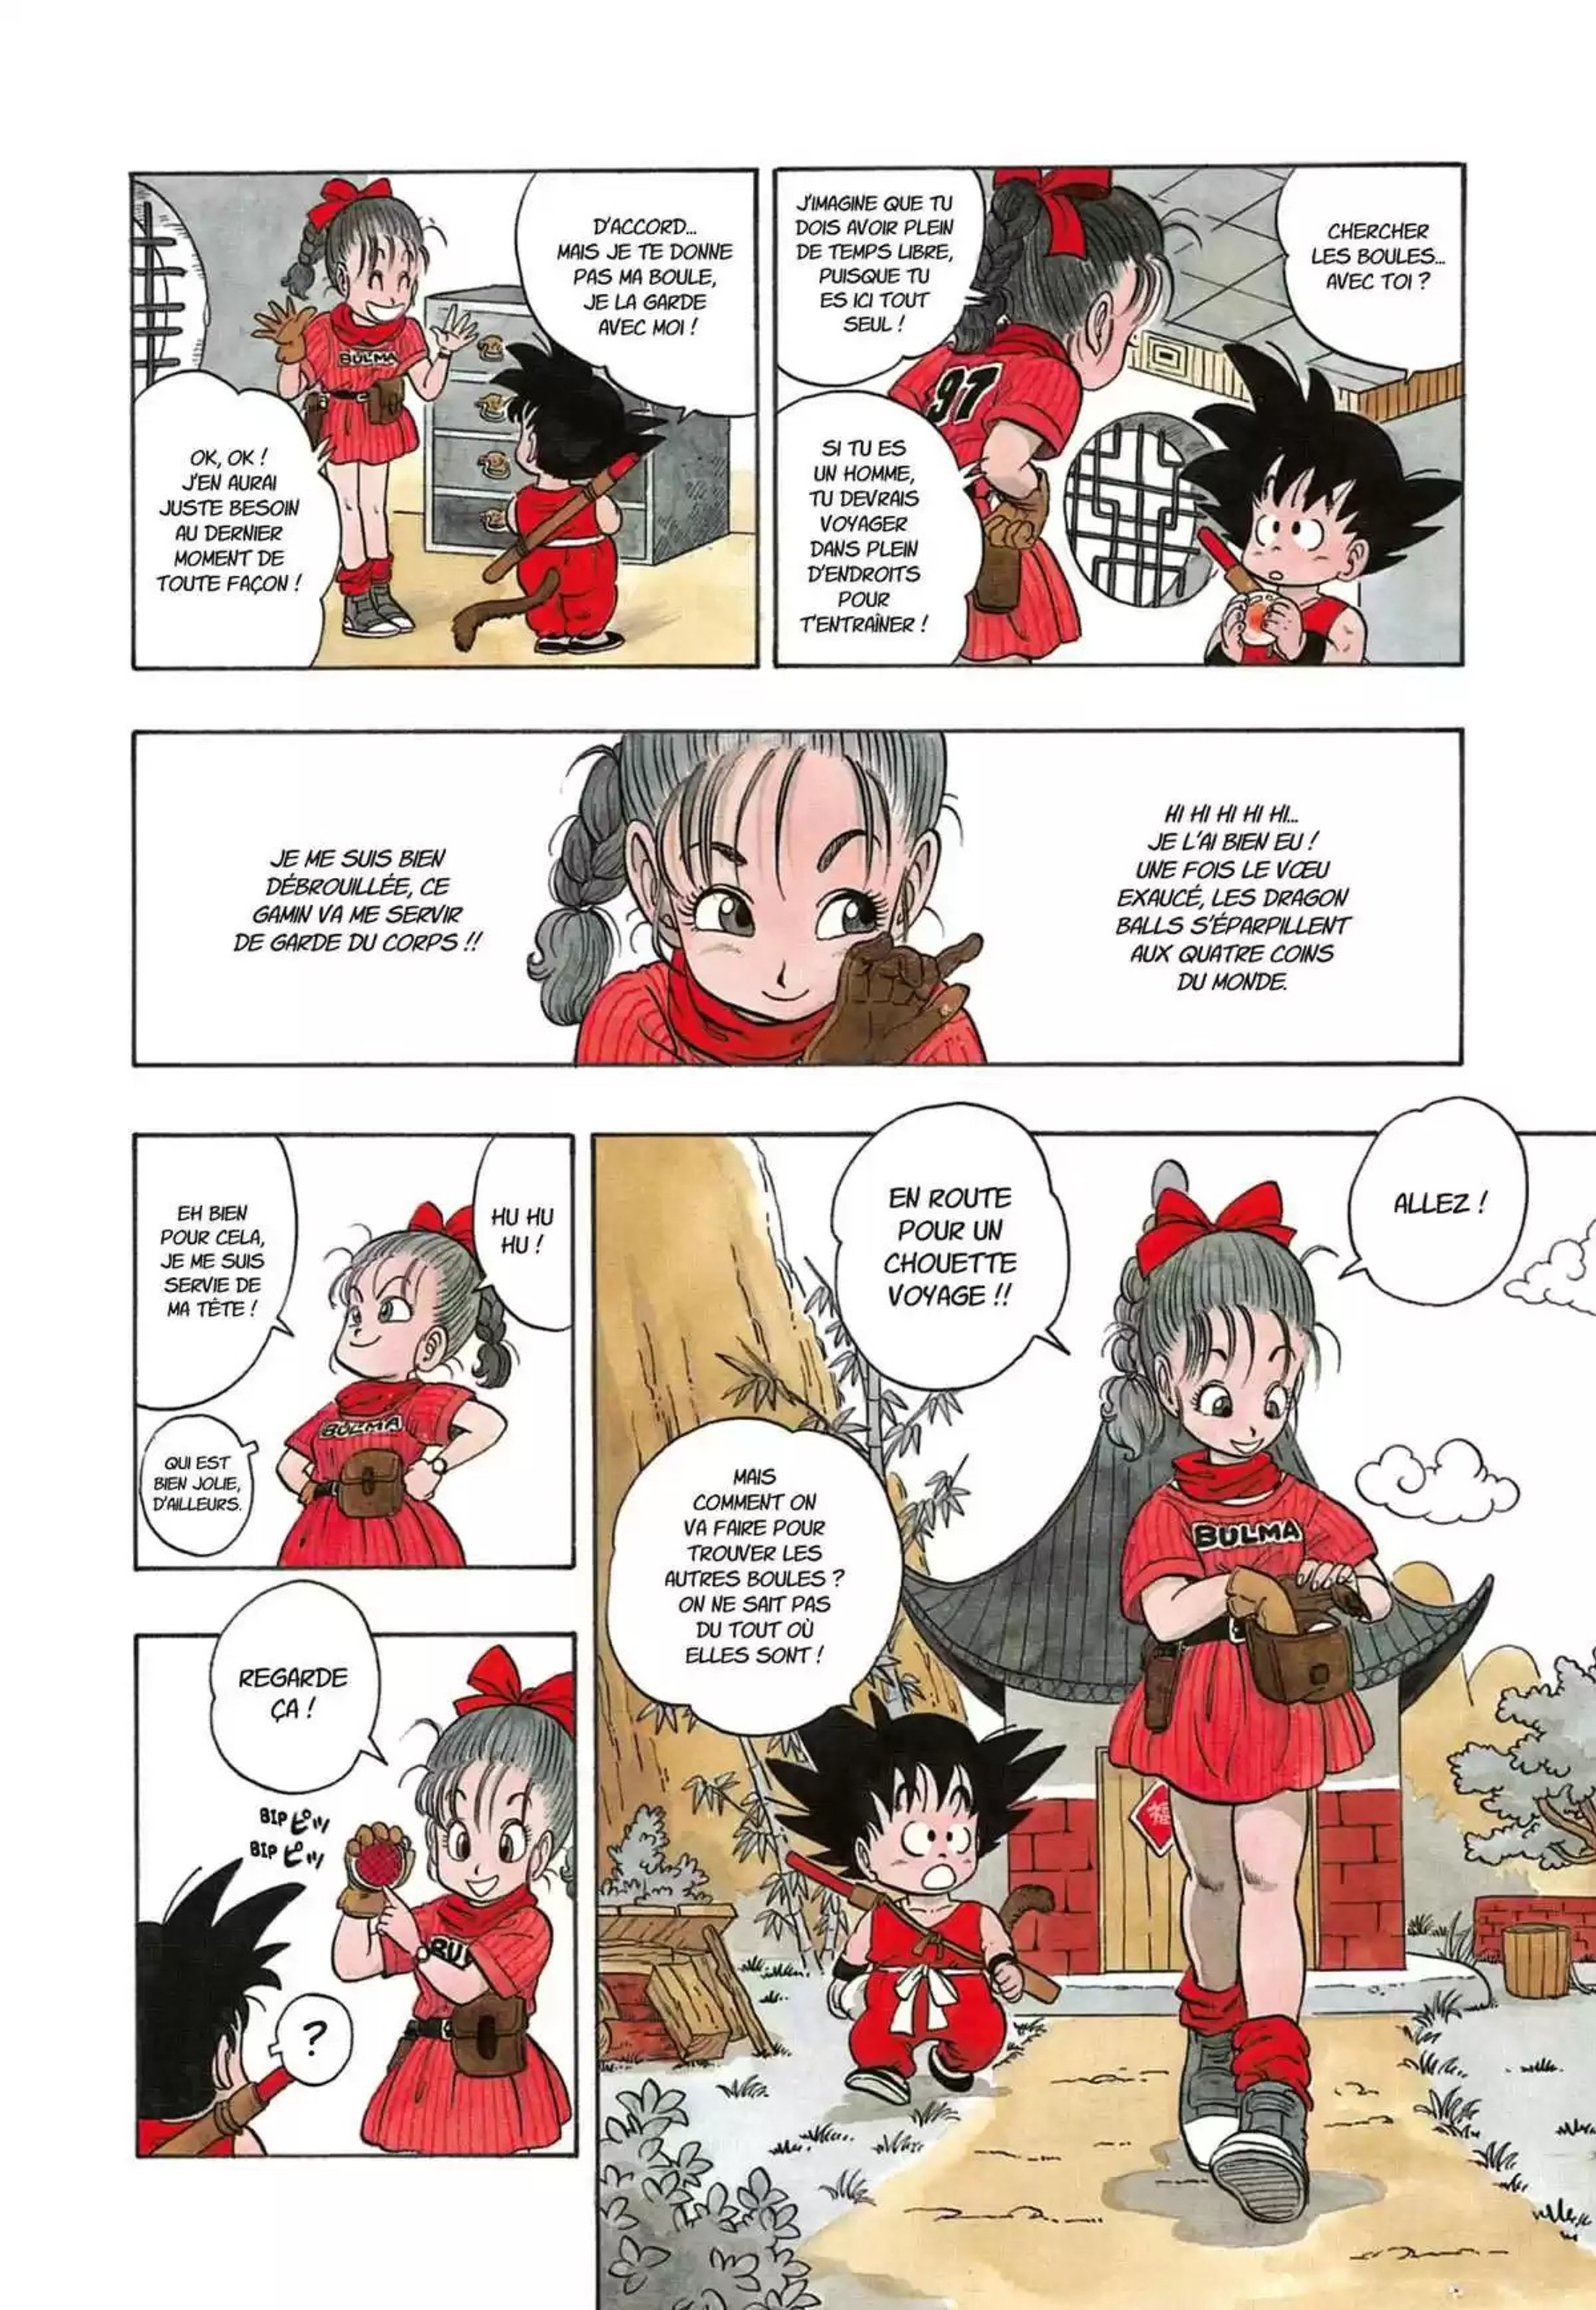 CHERCHER
LES BOULES...
AVEC TOI ?
J'IMAGINE QUE TU
DOIS AVOIR PLEIN
DE TEMPS LIBRE,
PUISQUE TU
ES ICI TOUT
SEUL !
97
SI TU ES
UN HOMME,
TU DEVRAIS
VOYAGER
DANS PLEIN
D'ENDROITS
POUR
T'ENTRAÎNER !
D'ACCORD...
MAIS JE TE DONNE
PAS MA BOULE,
JE LA GARDE
AVEC MOI !
BULMA
OK, OK !
J'EN AURAI
JUSTE BESOIN
AU DERNIER
MOMENT DE
TOUTE FAÇON !
HI HI HI HI HI...
JE L'AI BIEN EU !
UNE FOIS LE VŒU
EXAUCÉ, LES DRAGON
BALLS S'ÉPARPILLENT
AUX QUATRE COINS
DU MONDE.
JE ME SUIS BIEN
DÉBROUILLÉE, CE
GAMIN VA ME SERVIR
DE GARDE DU CORPS !!
ALLEZ !
EN ROUTE
POUR UN
CHOUETTE
VOYAGE !!
BULMA
MAIS
COMMENT ON
VA FAIRE POUR
TROUVER LES
AUTRES BOULES ?
ON NE SAIT PAS
DU TOUT OÙ
ELLES SONT !
福
HU HU
HU !
EH BIEN
POUR CELA,
JE ME SUIS
SERVIE DE
MA TÊTE !
BULMA
QUI EST
BIEN JOLIE,
D'AILLEURS.
REGARDE
ÇA !
BIP ピッ
BIP ピッ
BUL
?